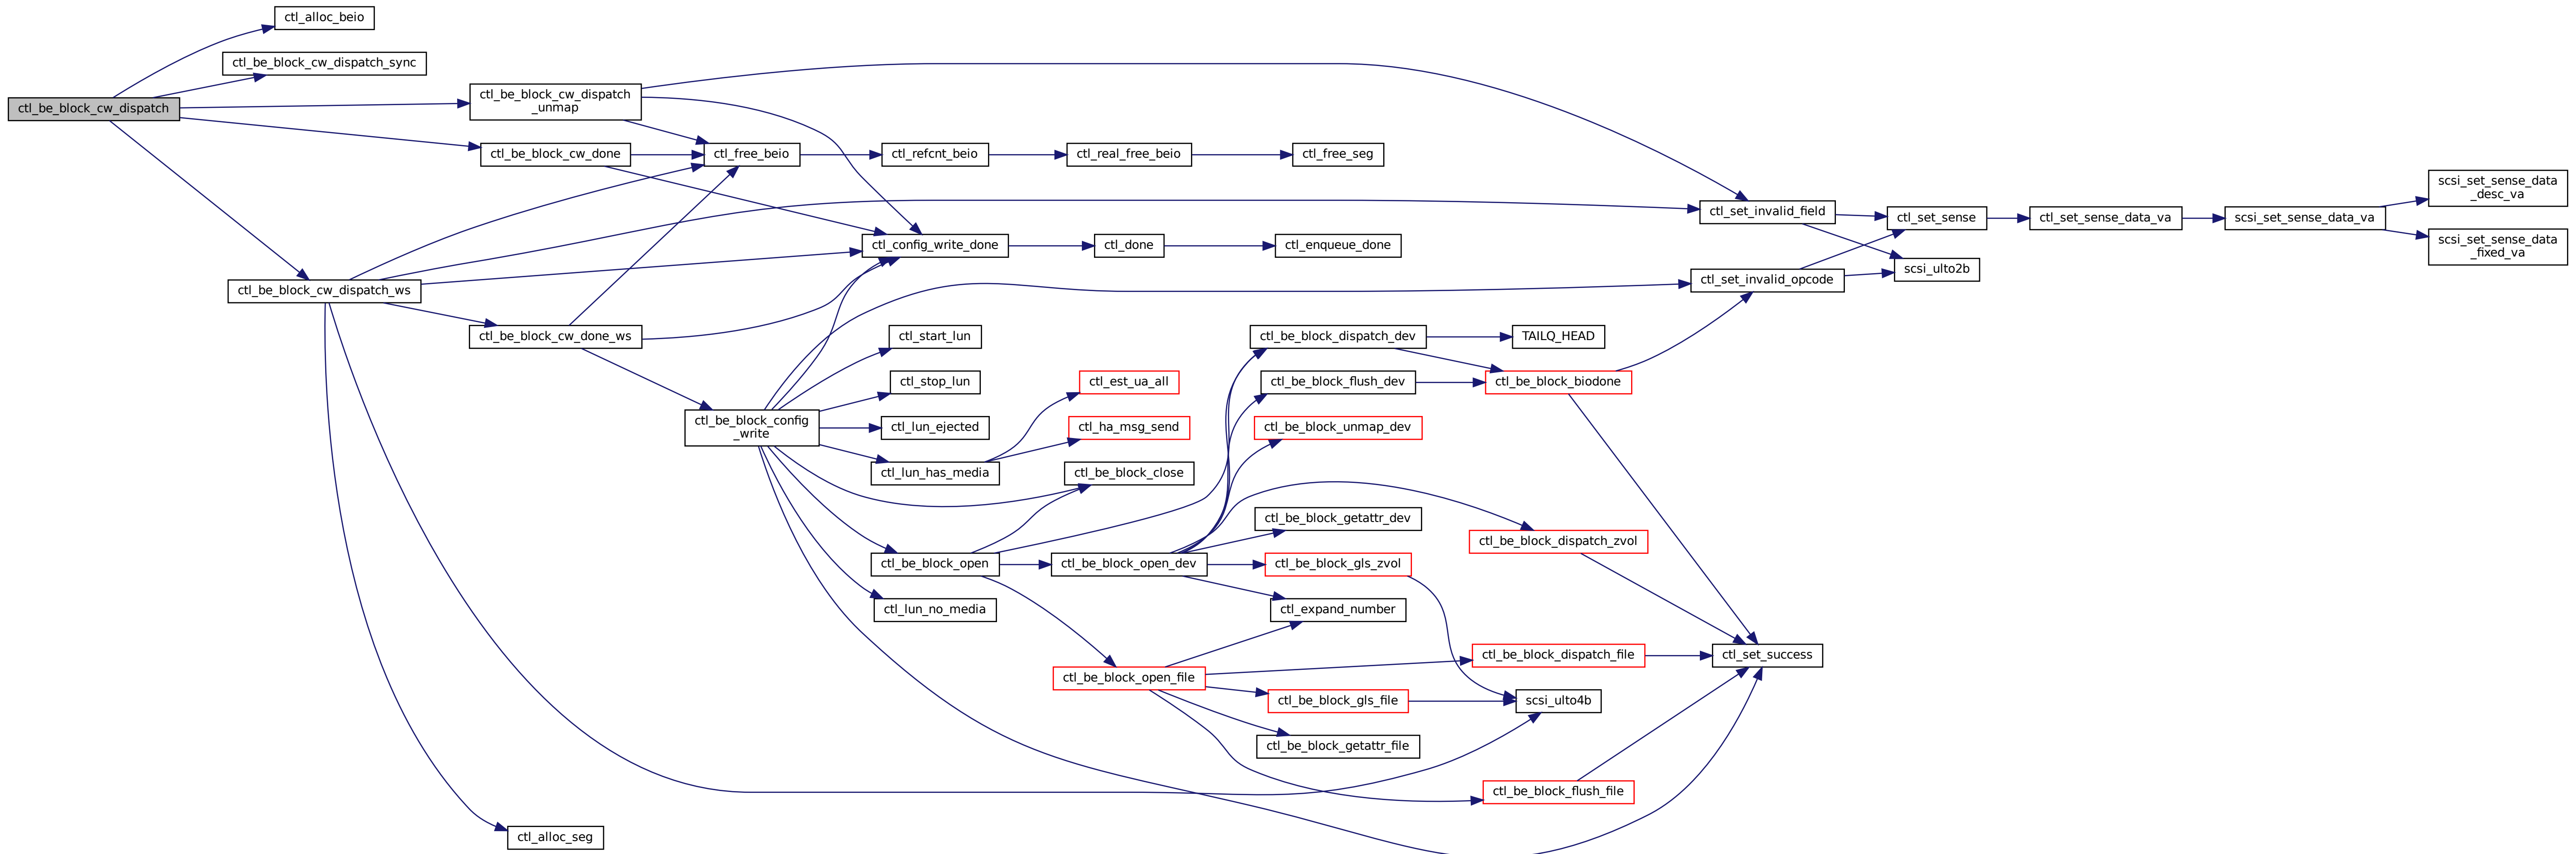 ctl_alloc_beio
ctl_be_block_cw_dispatch_sync
ctl_be_block_cw_dispatch
ctl_be_block_cw_dispatch
_unmap
ctl_be_block_cw_done
ctl_free_beio
ctl_refcnt_beio
ctl_real_free_beio
ctl_free_seg
scsi_set_sense_data
_desc_va
ctl_set_invalid_field
ctl_set_sense
ctl_set_sense_data_va
scsi_set_sense_data_va
scsi_set_sense_data
_fixed_va
ctl_config_write_done
ctl_done
ctl_enqueue_done
scsi_ulto2b
ctl_be_block_cw_dispatch_ws
ctl_set_invalid_opcode
ctl_be_block_cw_done_ws
ctl_start_lun
ctl_be_block_dispatch_dev
TAILQ_HEAD
ctl_stop_lun
ctl_est_ua_all
ctl_be_block_flush_dev
ctl_be_block_biodone
ctl_be_block_config
_write
ctl_lun_ejected
ctl_ha_msg_send
ctl_be_block_unmap_dev
ctl_lun_has_media
ctl_be_block_close
ctl_be_block_getattr_dev
ctl_be_block_dispatch_zvol
ctl_be_block_open
ctl_be_block_open_dev
ctl_be_block_gls_zvol
ctl_lun_no_media
ctl_expand_number
ctl_be_block_dispatch_file
ctl_set_success
ctl_be_block_open_file
ctl_be_block_gls_file
scsi_ulto4b
ctl_be_block_getattr_file
ctl_be_block_flush_file
ctl_alloc_seg